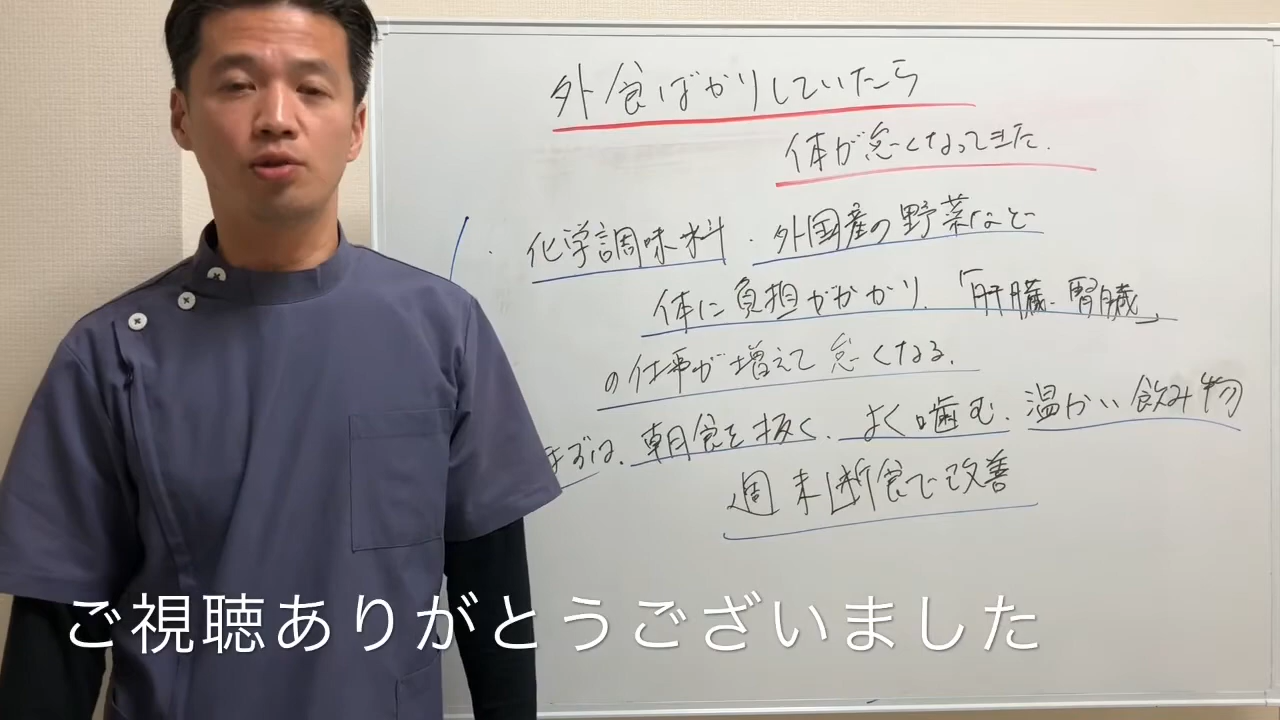 外食ばかりしていたら
体が怠くなってきた.
・化学調味料・外国産の野菜など
体に負担がかかり、「肝臓・腎臓」
の仕事が増えて怠くなる.
まずは、朝食を抜く、よく噛む、温かい飲み物
週末断食で改善
ご視聴ありがとうございました